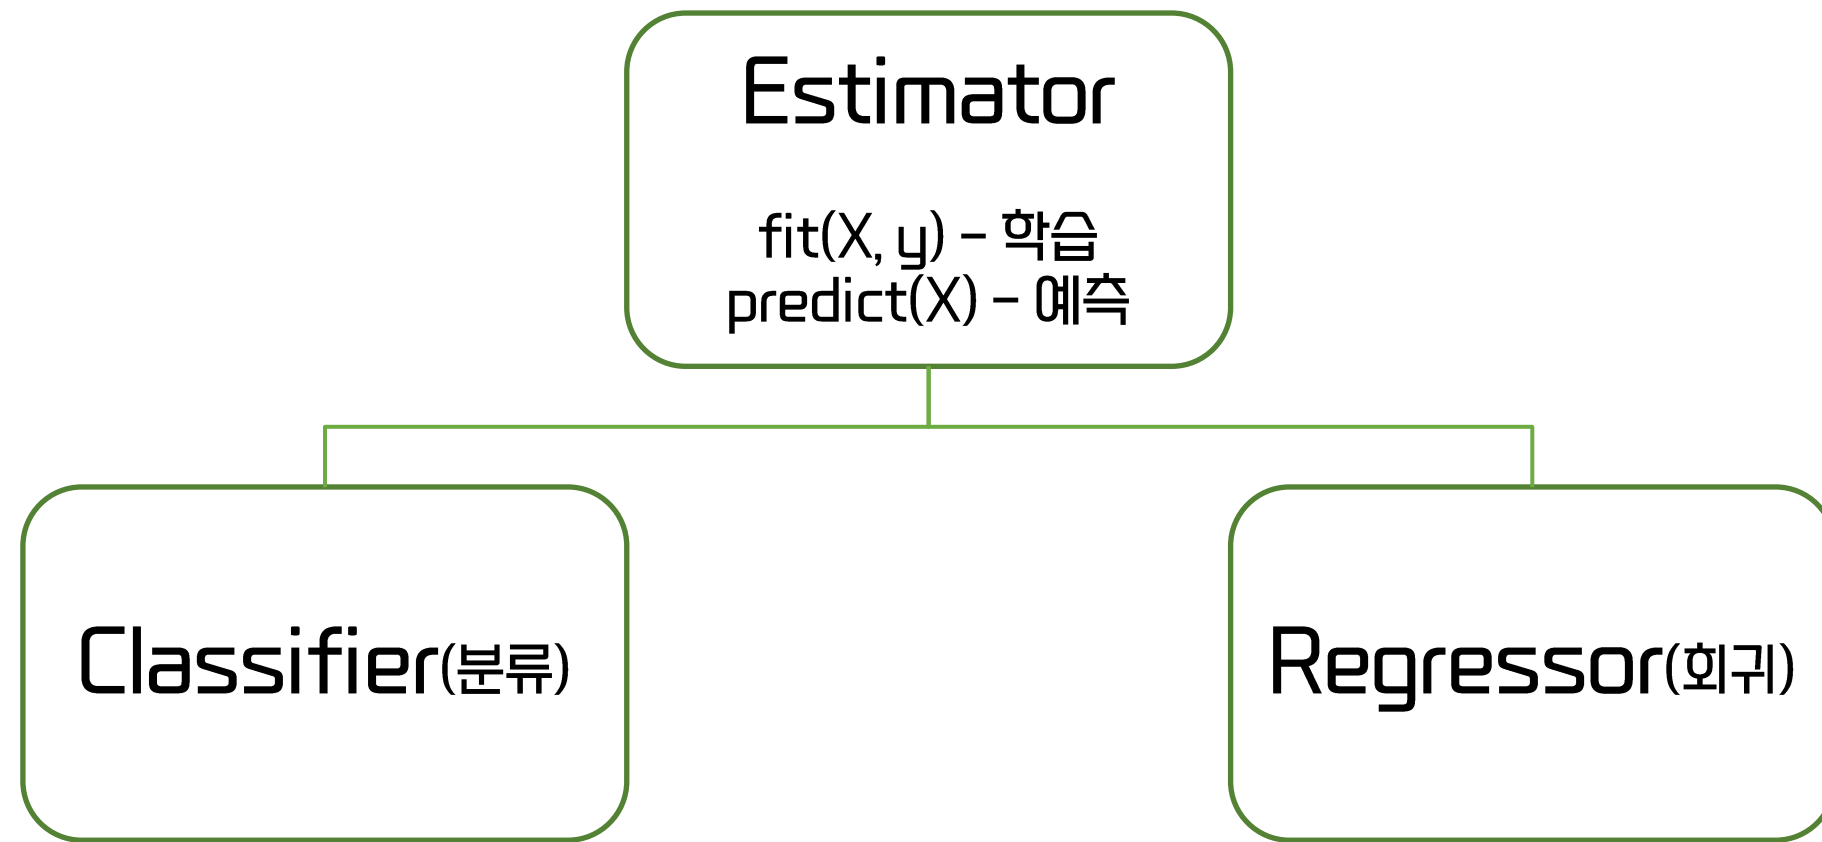 Estimator
fit(X, y) – 학습
predict(X) – 예측
Classifier(분류)
Regressor(회귀)